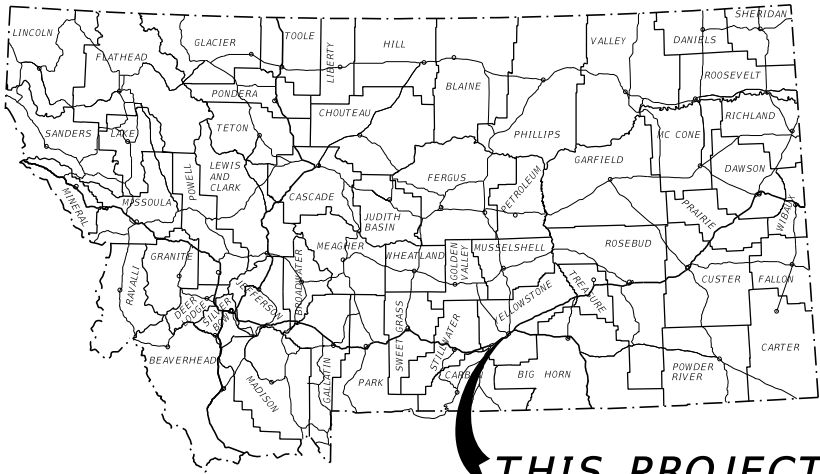 LINCOLN
FLATHEAD
GLACIER
TOOLE
LIBERTY
HILL
BLAINE
VALLEY
DANIELS
SHERIDAN
ROOSEVELT
PONDERA
CHOUTEAU
PHILLIPS
RICHLAND
SANDERS
LAKE
TETON
MC CONE
GARFIELD
DAWSON
MINERAL
MISSOULA
POWELL
LEWIS
AND
CLARK
CASCADE
FERGUS
PETROLEUM
PRAIRIE
WIBAUX
JUDITH
BASIN
RAVALLI
GRANITE
MEAGHER
BROADWATER
WHEATLAND
GOLDEN
VALLEY
MUSSELSHELL
ROSEBUD
TREASURE
CUSTER
FALLON
DEER
LODGE
SILVER
BOW
JEFFERSON
SWEET GRASS
STILLWATER
YELLOWSTONE
BEAVERHEAD
MADISON
GALLATIN
PARK
CARBON
BIG HORN
POWDER
RIVER
CARTER
THIS PROJECT